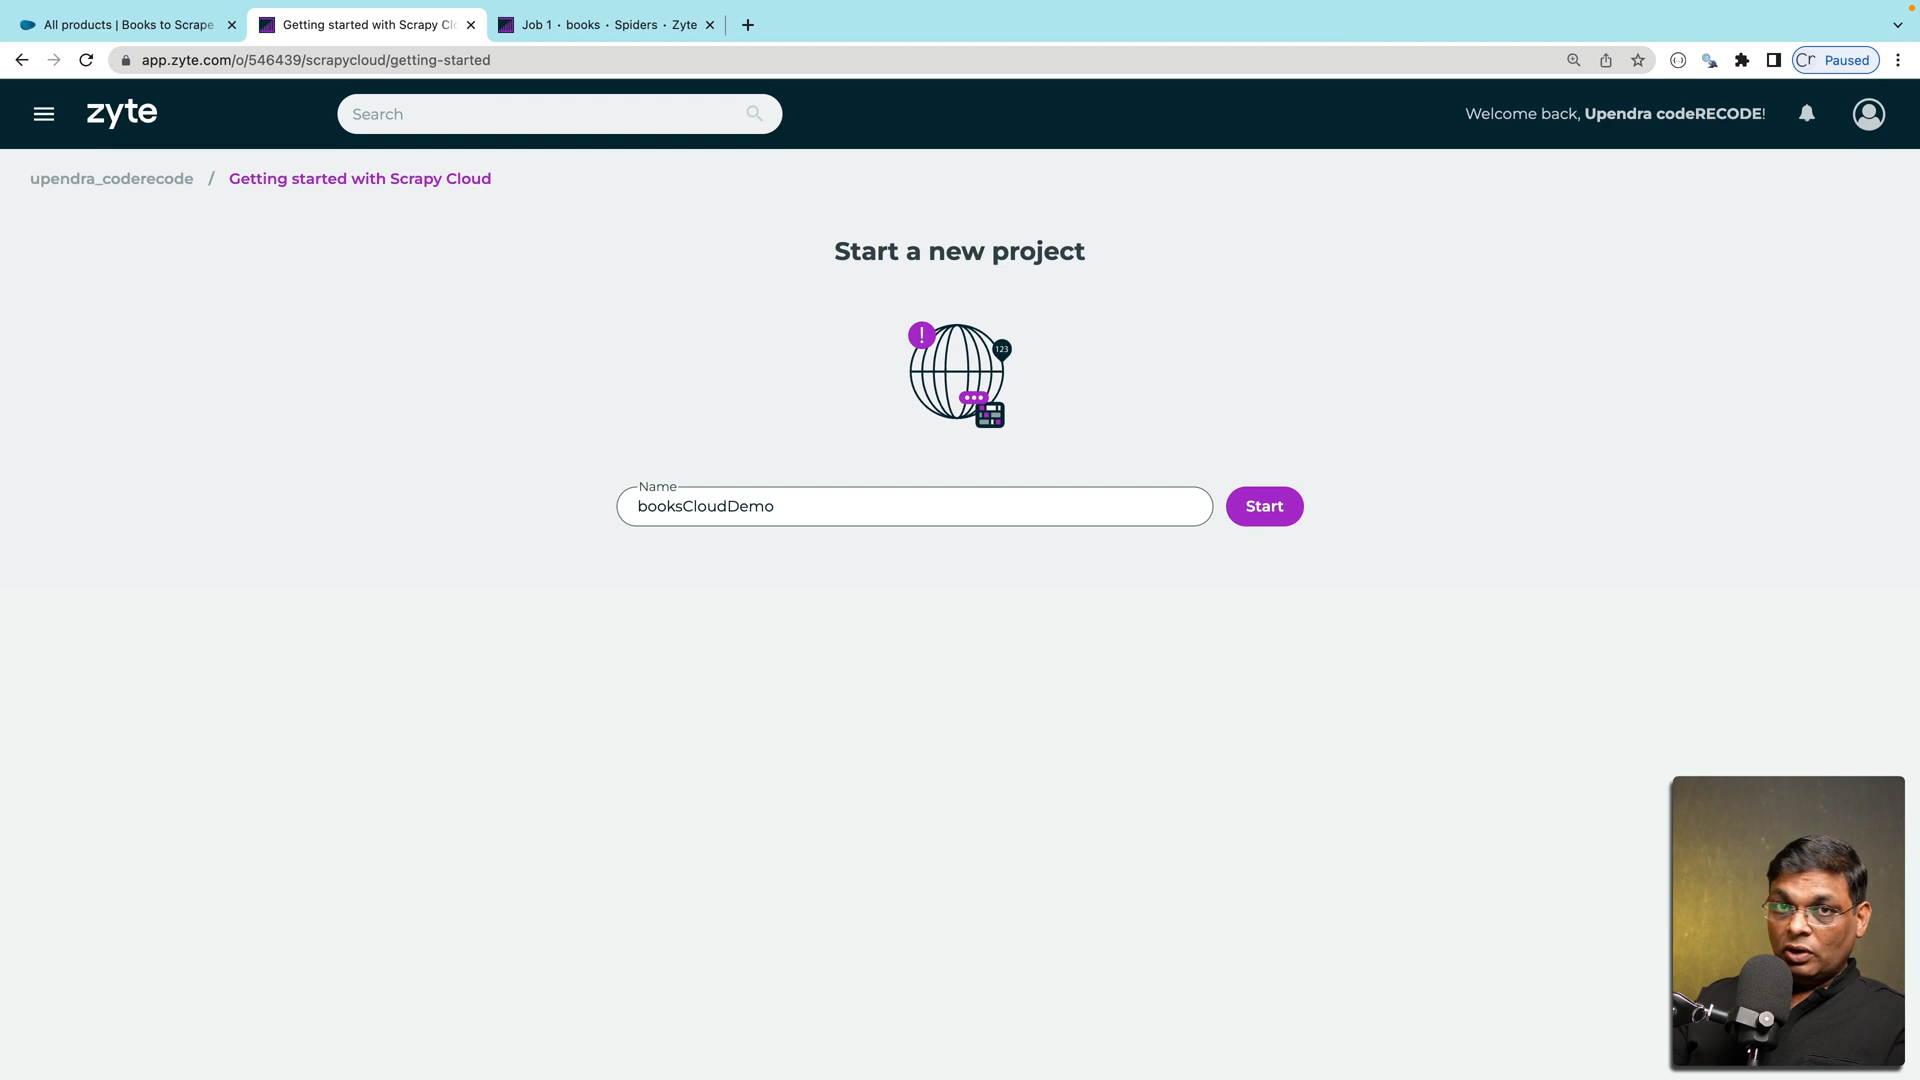 All products | Books to Scrape
Getting started with Scrapy Clo
Job 1 · books · Spiders · Zyte
app.zyte.com/o/546439/scrapycloud/getting-started
Paused
zyte
Search
Welcome back, Upendra codeRECODE!
upendra_coderecode / Getting started with Scrapy Cloud
Start a new project
!
123
Name
booksCloudDemo
Start